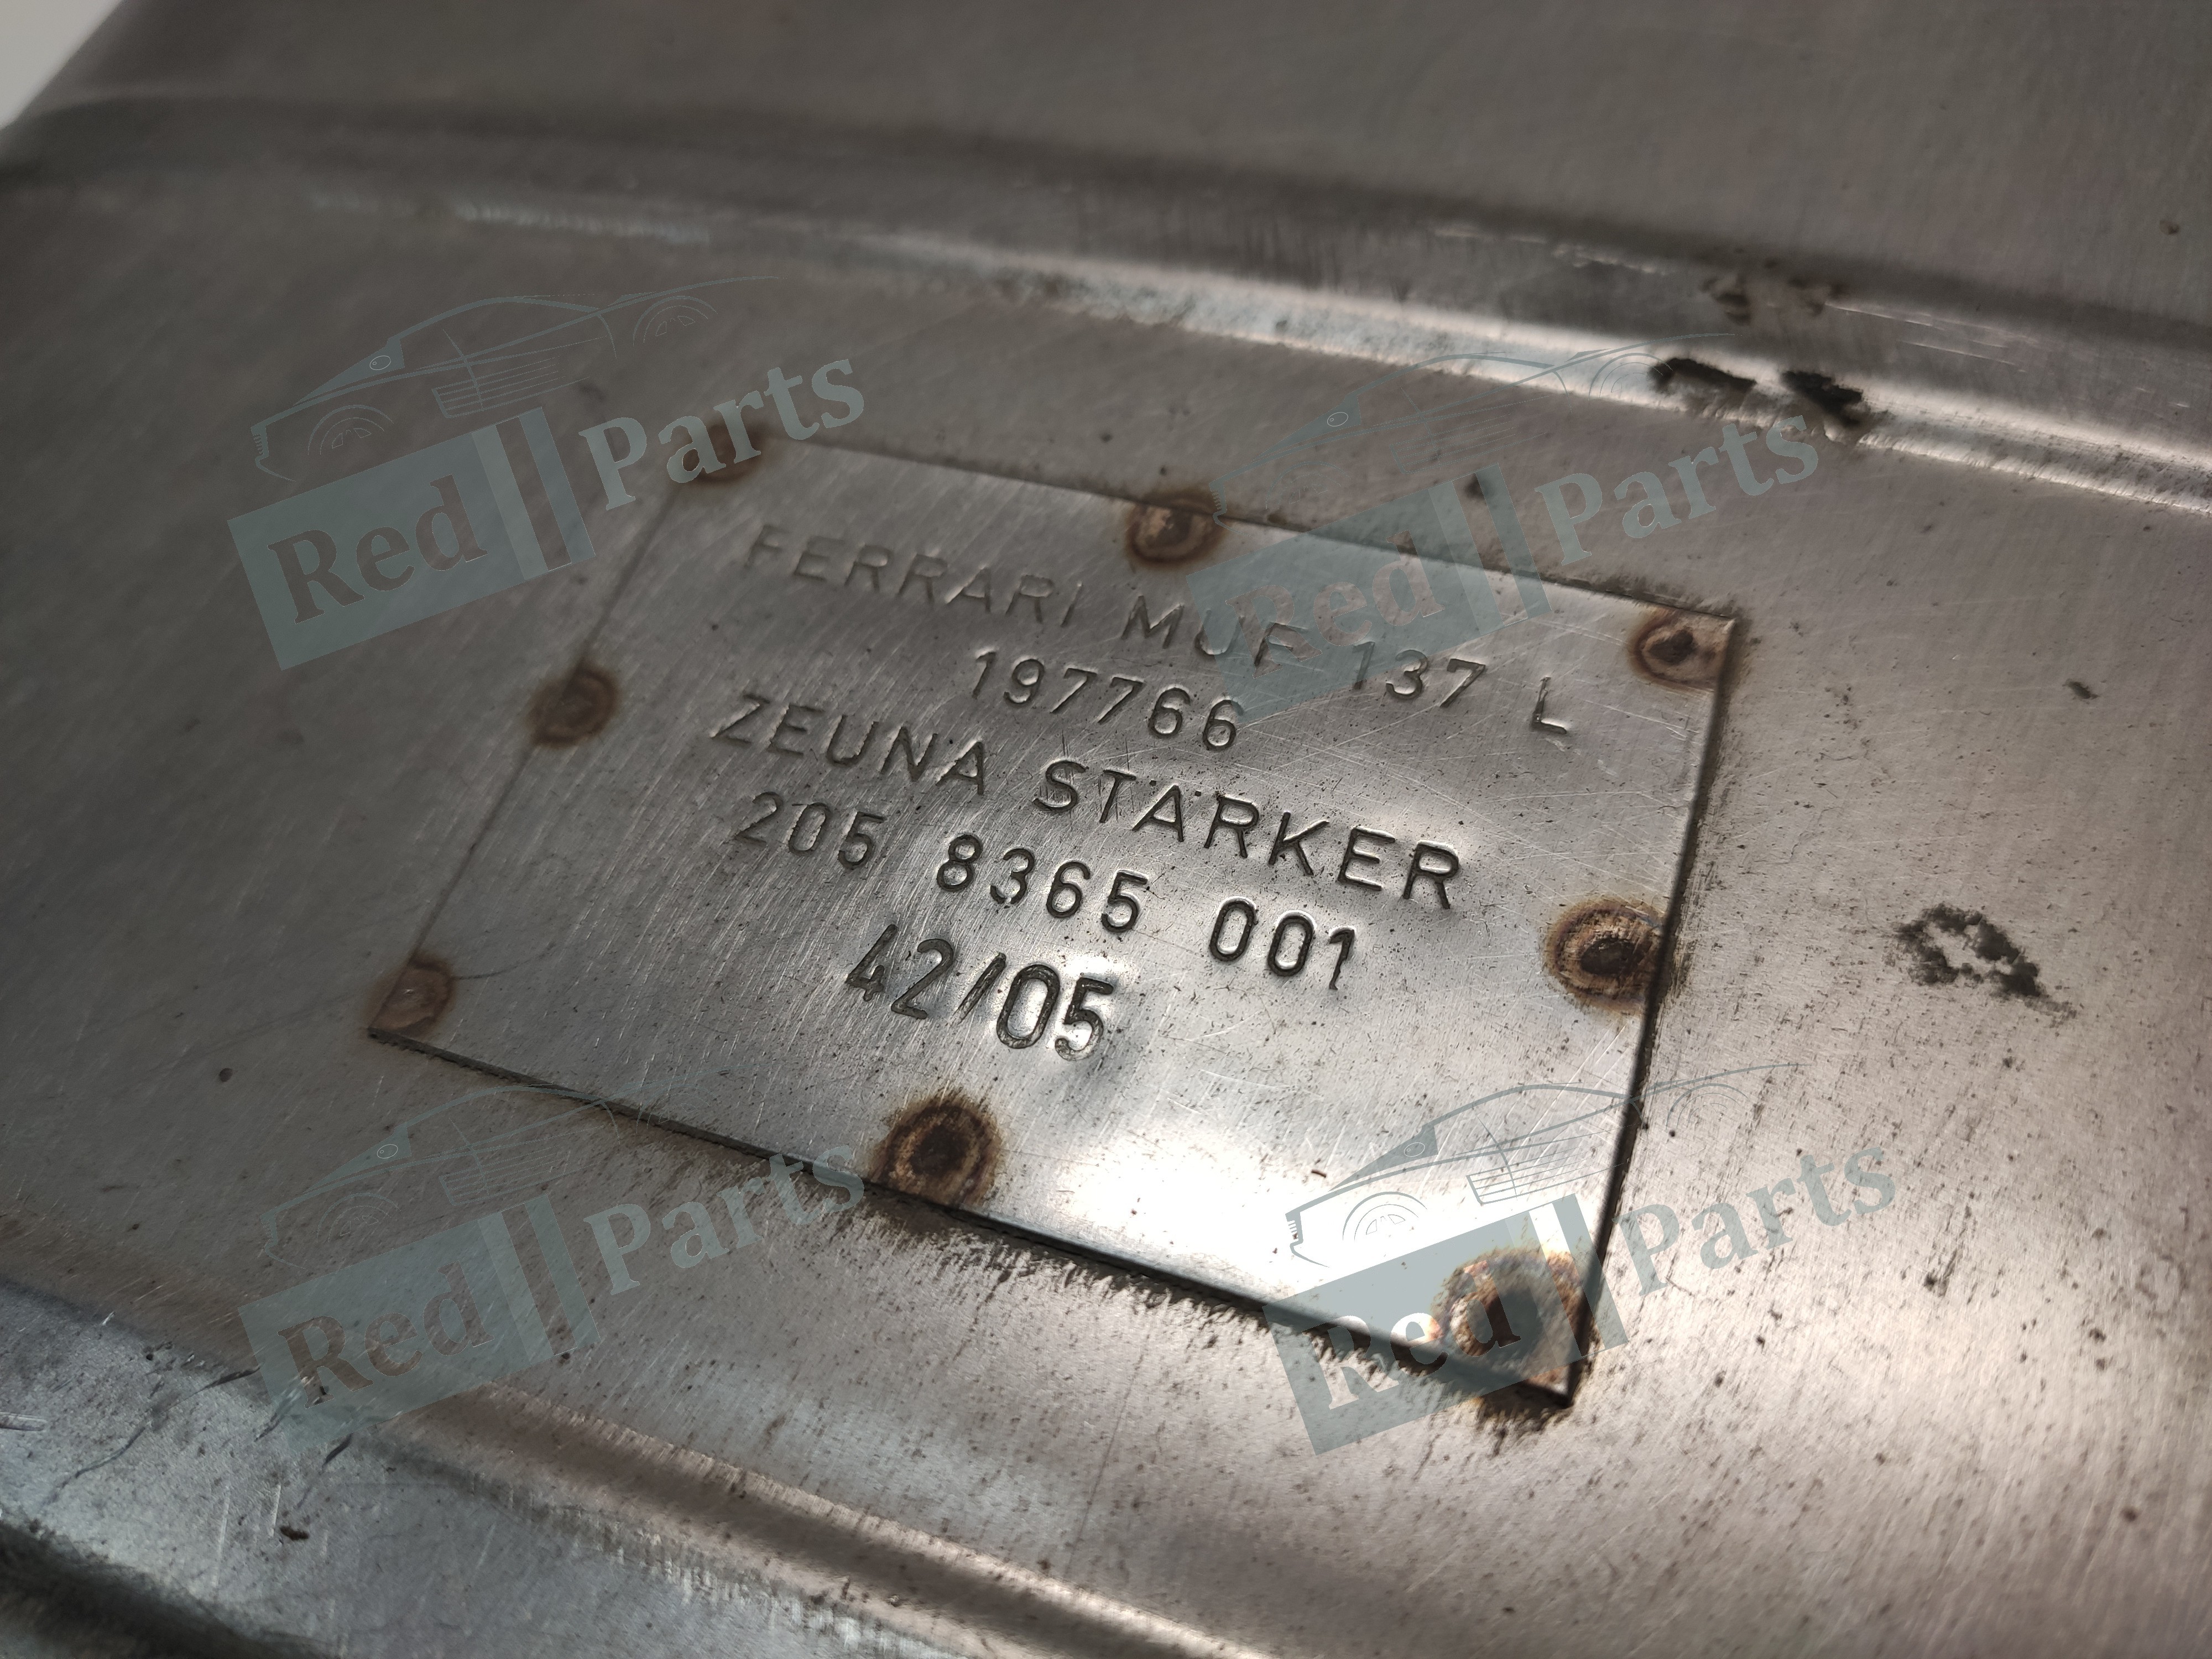 Red Parts
Red Parts
FERRARI MUF 137 L
197766
ZEUNA STÄRKER
205 8365 001
42/05
Red Parts
Red Parts